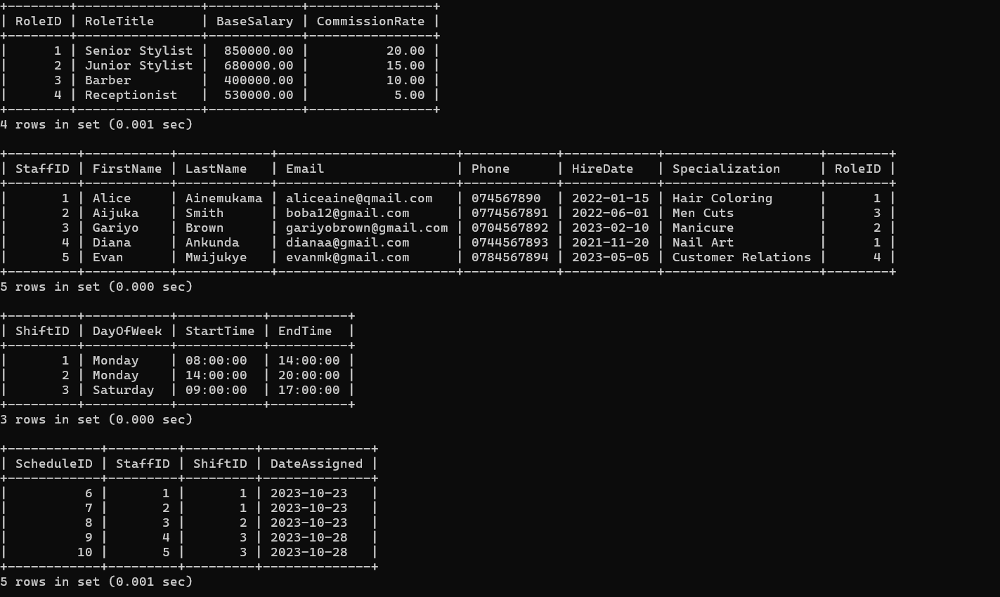 +--------+----------------+------------+----------------+
| RoleID | RoleTitle      | BaseSalary | CommissionRate |
+--------+----------------+------------+----------------+
|      1 | Senior Stylist |  850000.00 |          20.00 |
|      2 | Junior Stylist |  680000.00 |          15.00 |
|      3 | Barber         |  400000.00 |          10.00 |
|      4 | Receptionist   |  530000.00 |           5.00 |
+--------+----------------+------------+----------------+
4 rows in set (0.001 sec)

+---------+-----------+------------+-----------------------+------------+------------+--------------------+--------+
| StaffID | FirstName | LastName   | Email                 | Phone      | HireDate   | Specialization     | RoleID |
+---------+-----------+------------+-----------------------+------------+------------+--------------------+--------+
|       1 | Alice     | Ainemukama | aliceaine@qmail.com   | 074567890  | 2022-01-15 | Hair Coloring      |      1 |
|       2 | Aijuka    | Smith      | boba12@gmail.com      | 0774567891 | 2022-06-01 | Men Cuts           |      3 |
|       3 | Gariyo    | Brown      | gariyobrown@gmail.com | 0704567892 | 2023-02-10 | Manicure           |      2 |
|       4 | Diana     | Ankunda    | dianaa@gmail.com      | 0744567893 | 2021-11-20 | Nail Art           |      1 |
|       5 | Evan      | Mwijukye   | evanmk@gmail.com      | 0784567894 | 2023-05-05 | Customer Relations |      4 |
+---------+-----------+------------+-----------------------+------------+------------+--------------------+--------+
5 rows in set (0.000 sec)

+---------+-----------+-----------+----------+
| ShiftID | DayOfWeek | StartTime | EndTime  |
+---------+-----------+-----------+----------+
|       1 | Monday    | 08:00:00  | 14:00:00 |
|       2 | Monday    | 14:00:00  | 20:00:00 |
|       3 | Saturday  | 09:00:00  | 17:00:00 |
+---------+-----------+-----------+----------+
3 rows in set (0.000 sec)

+------------+---------+---------+--------------+
| ScheduleID | StaffID | ShiftID | DateAssigned |
+------------+---------+---------+--------------+
|          6 |       1 |       1 | 2023-10-23   |
|          7 |       2 |       1 | 2023-10-23   |
|          8 |       3 |       2 | 2023-10-23   |
|          9 |       4 |       3 | 2023-10-28   |
|         10 |       5 |       3 | 2023-10-28   |
+------------+---------+---------+--------------+
5 rows in set (0.001 sec)